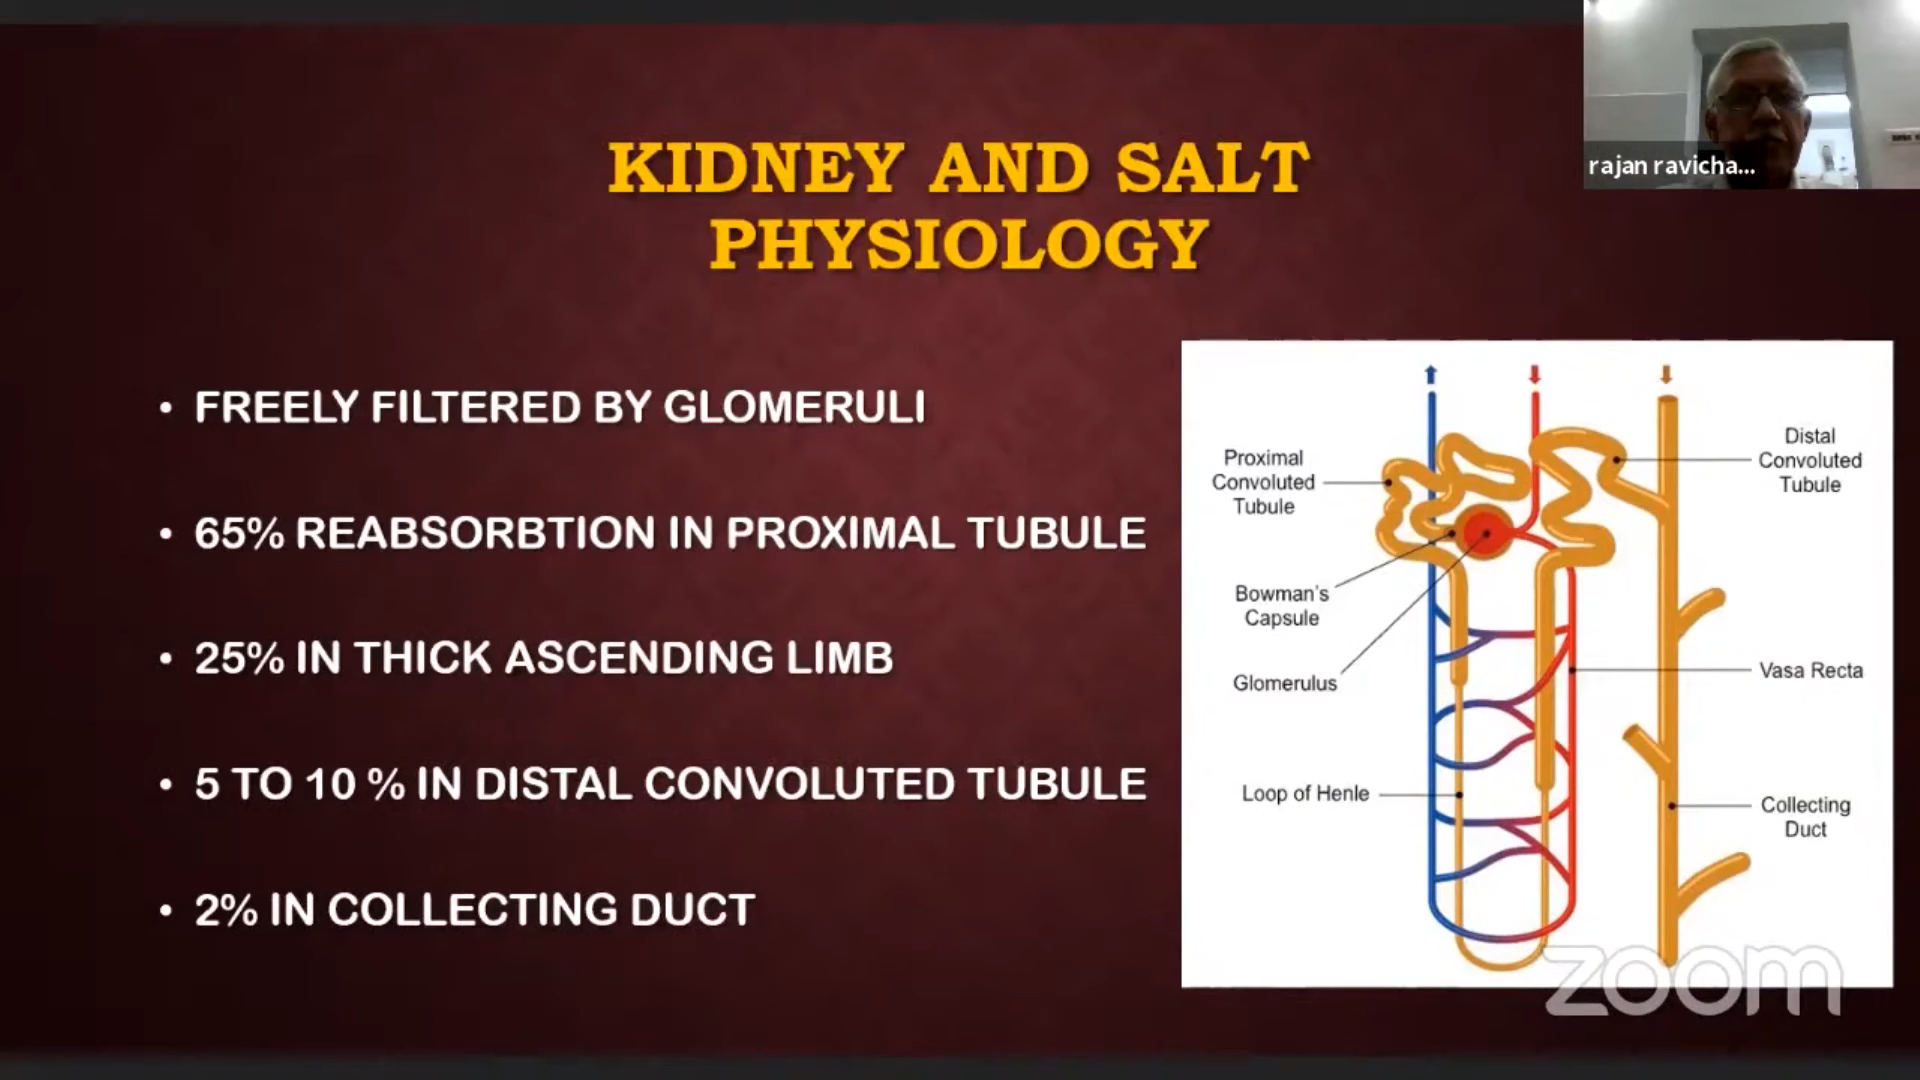 rajan ravicha...
KIDNEY AND SALT
PHYSIOLOGY
• FREELY FILTERED BY GLOMERULI
• 65% REABSORBTION IN PROXIMAL TUBULE
• 25% IN THICK ASCENDING LIMB
• 5 TO 10 % IN DISTAL CONVOLUTED TUBULE
• 2% IN COLLECTING DUCT
Proximal
Convoluted
Tubule
Bowman's
Capsule
Glomerulus
Loop of Henle
Distal
Convoluted
Tubule
Vasa Recta
Collecting
Duct
zoom